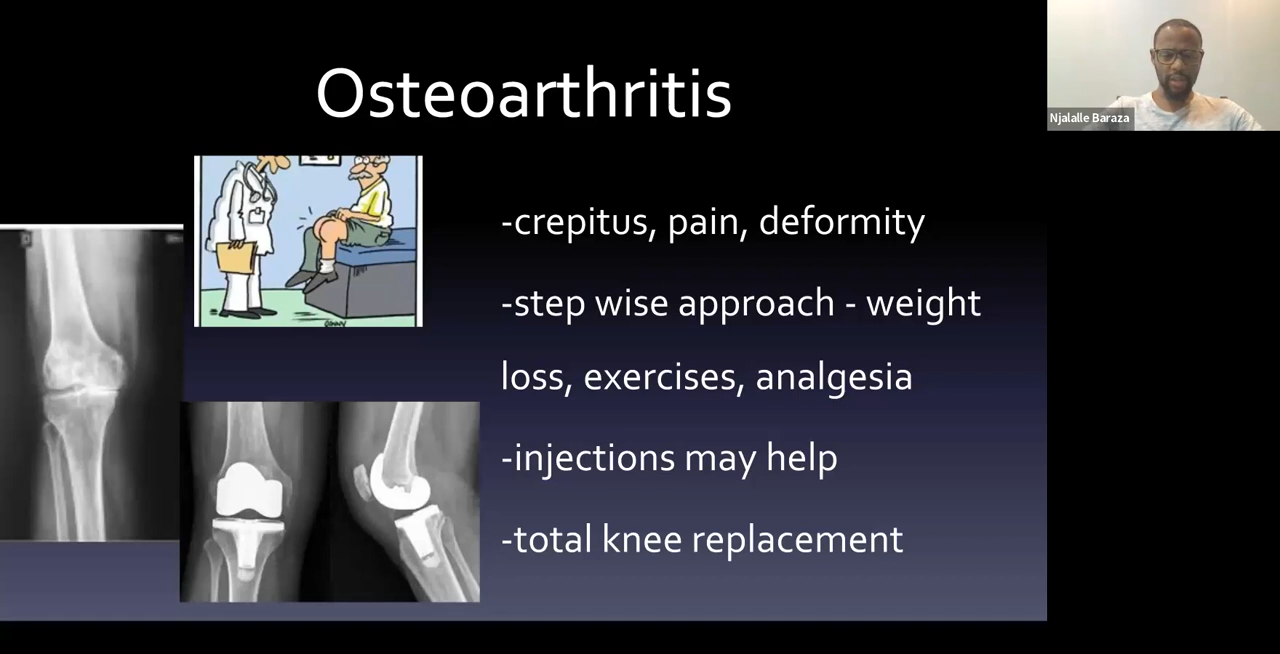 Osteoarthritis
Njalalle Baraza
-crepitus, pain, deformity
-step wise approach - weight
loss, exercises, analgesia
-injections may help
-total knee replacement